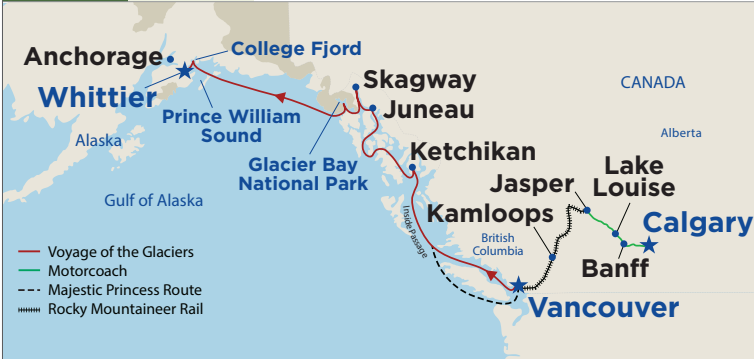 College Fjord
Anchorage
Whittier
Skagway
CANADA
Juneau
Prince William
Sound
Alaska
Alberta
Glacier Bay
National Park
Ketchikan
Lake
Louise
Jasper
Gulf of Alaska
Kamloops
Calgary
Inside Passage
British
Columbia
Banff
Vancouver
Voyage of the Glaciers
Motorcoach
Majestic Princess Route
Rocky Mountaineer Rail